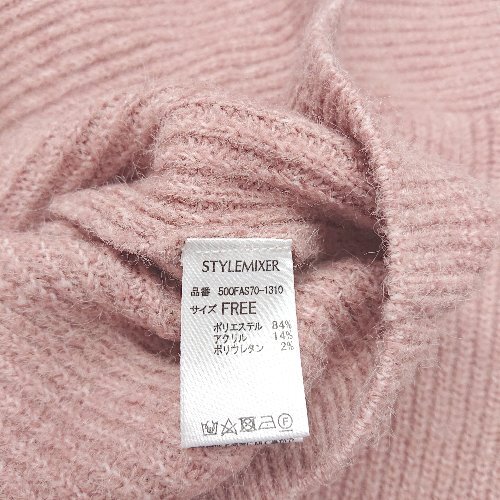 STYLEMIXER
品番 500FAS70-1310
サイズ FREE
ポリエステル 84%
アクリル 14%
ポリウレタン 2%